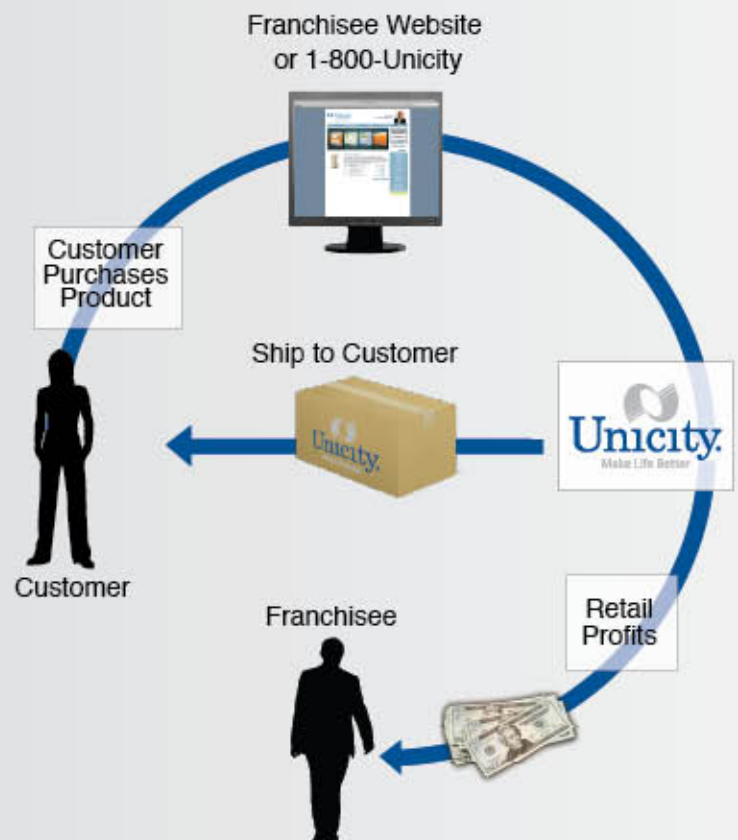 Franchisee Website
or 1-800-Unicity
Customer
Purchases
Product
Ship to Customer
Unicity.
Unicity.
Make Life Better
Customer
Franchisee
Retail
Profits